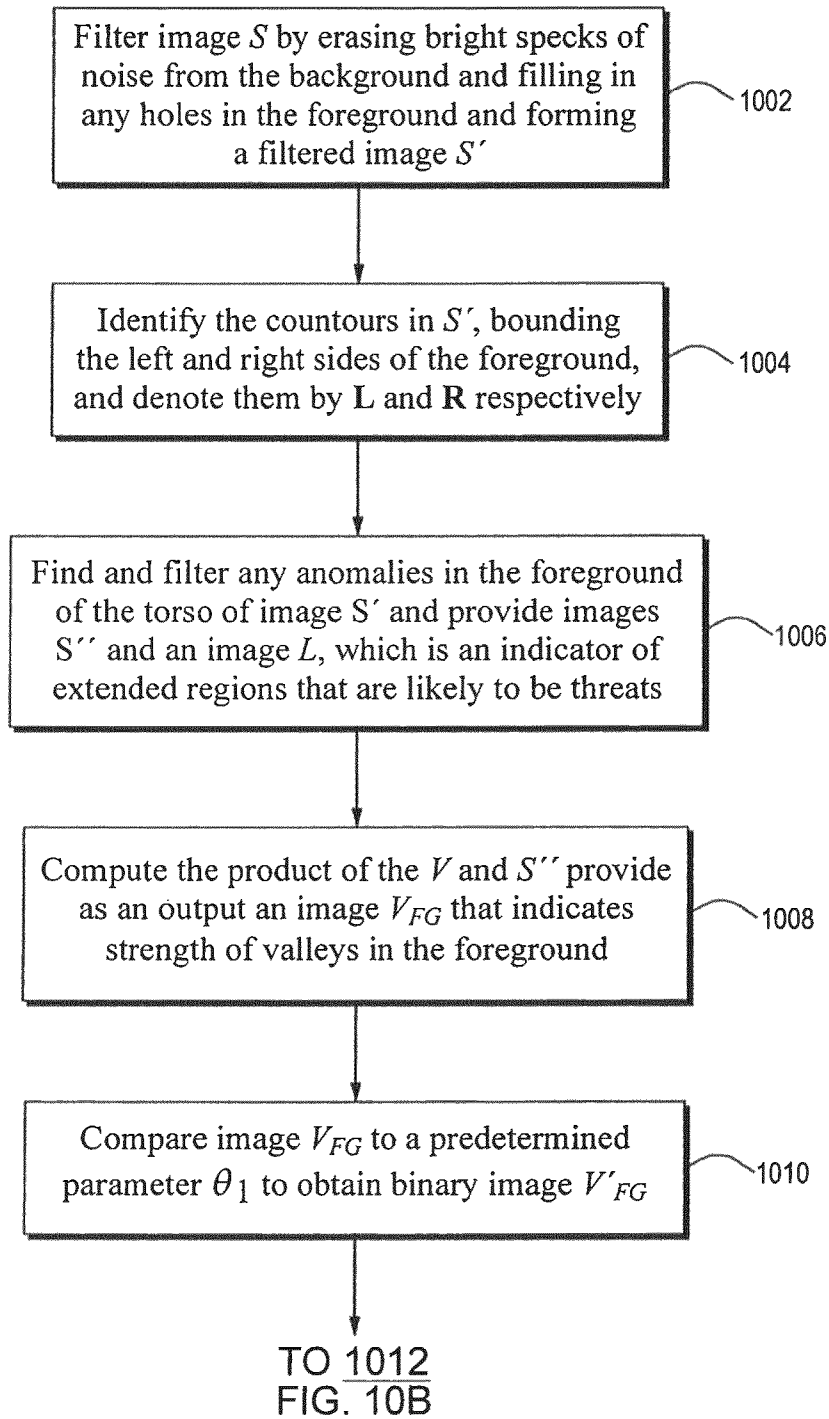 Filter image S by erasing bright specks of
noise from the background and filling in
any holes in the foreground and forming
a filtered image S´
1002
Identify the countours in S´, bounding
the left and right sides of the foreground,
and denote them by L and R respectively
1004
Find and filter any anomalies in the foreground
of the torso of image S´ and provide images
S´´ and an image L, which is an indicator of
extended regions that are likely to be threats
1006
Compute the product of the V and S´´ provide
as an output an image V_FG that indicates
strength of valleys in the foreground
1008
Compare image V_FG to a predetermined
parameter θ1 to obtain binary image V´_FG
1010
TO 1012
FIG. 10B